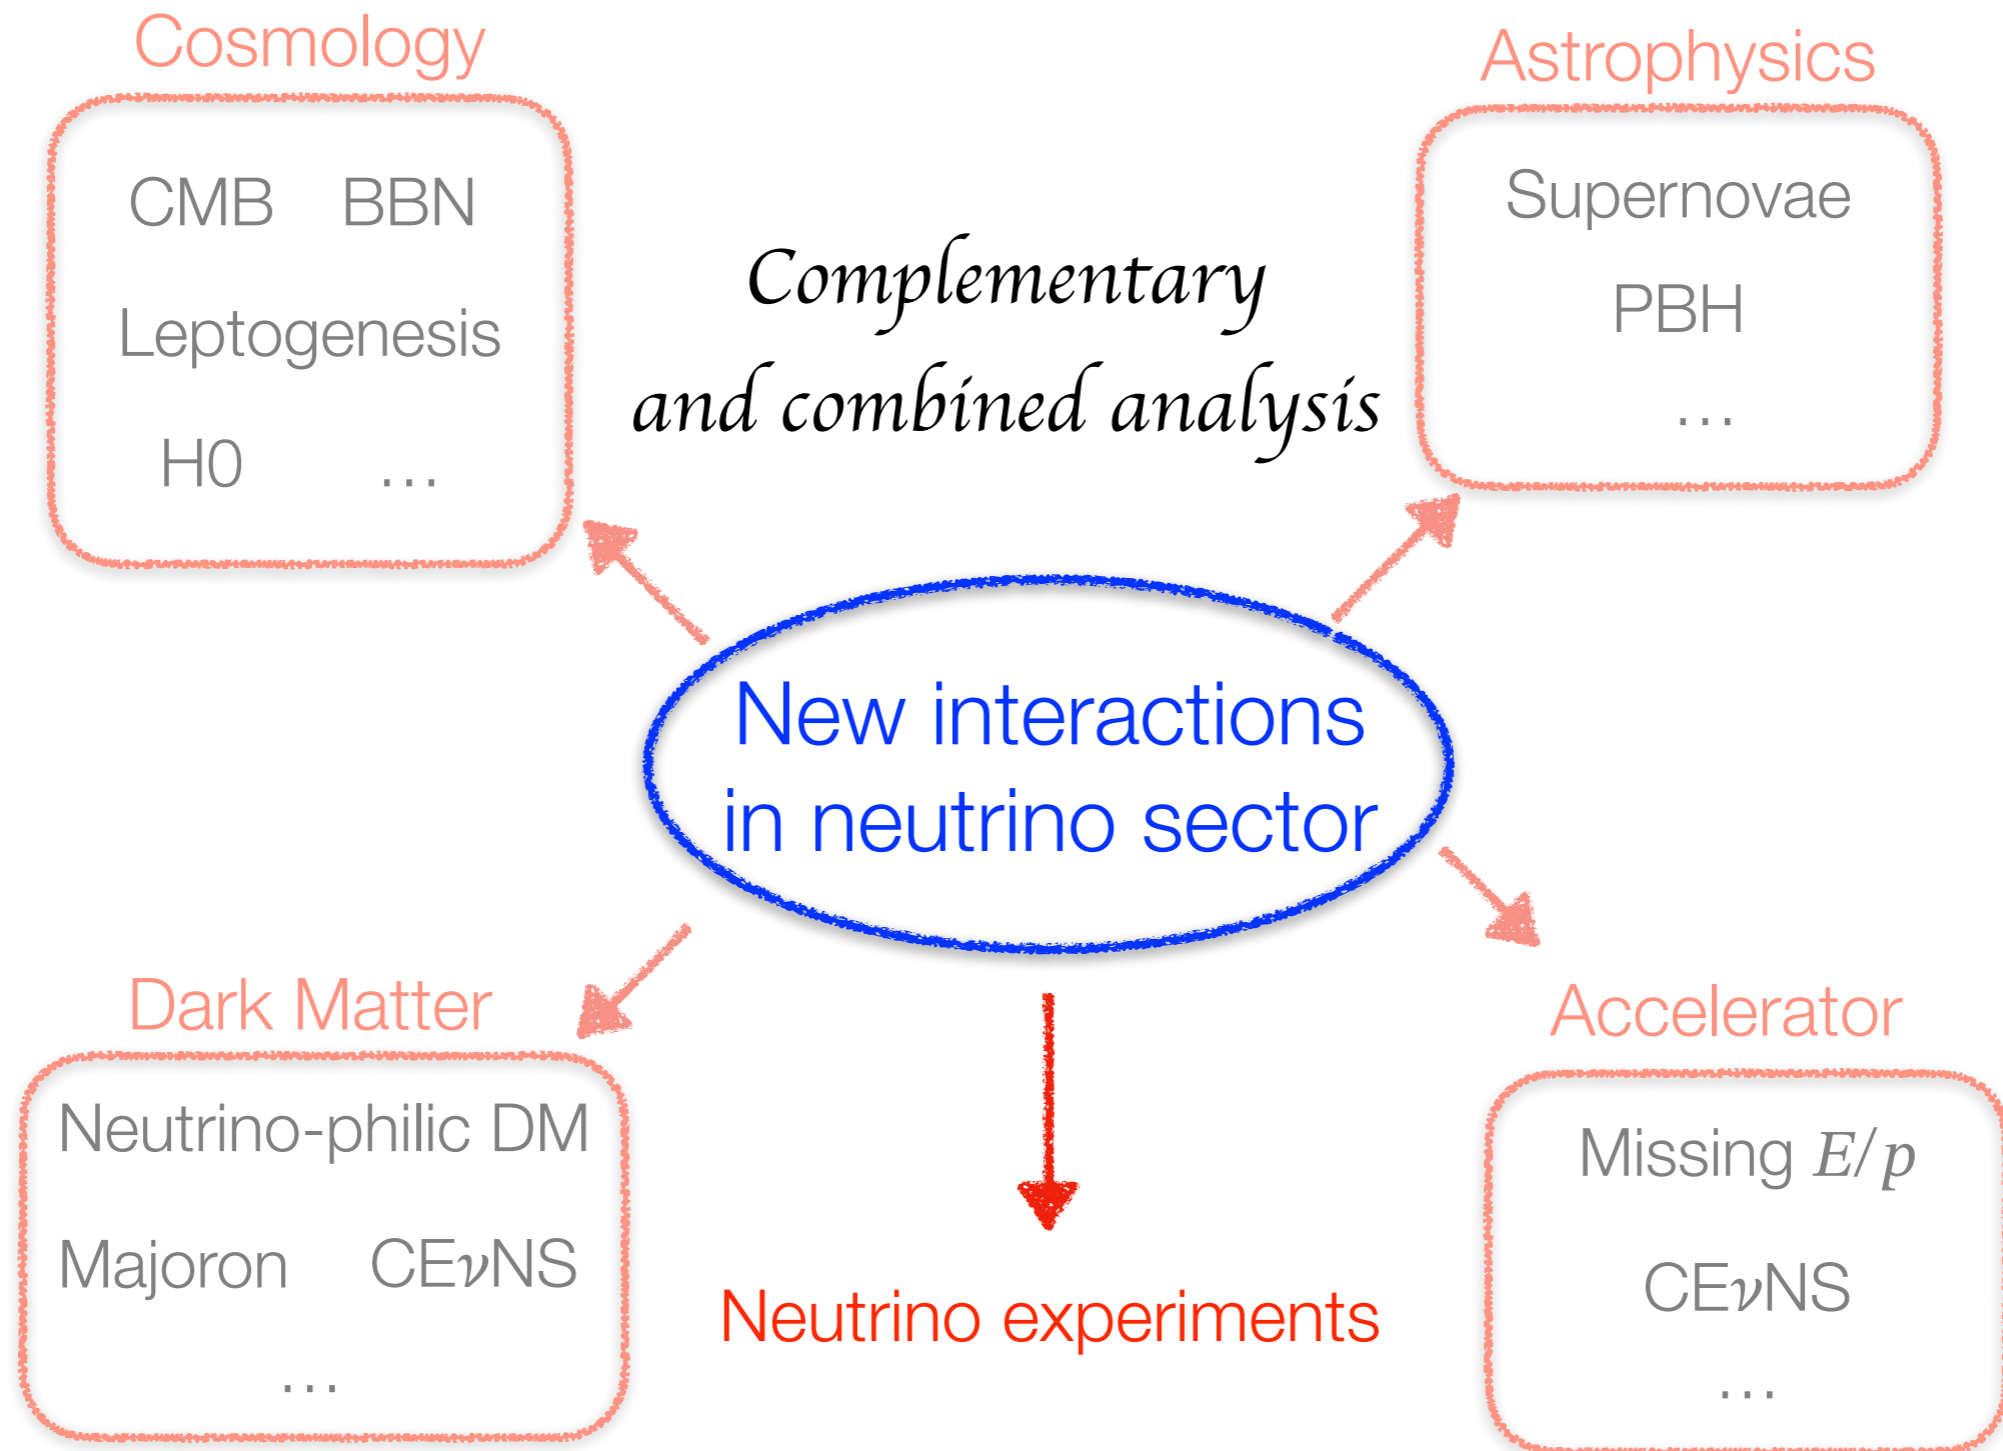 Cosmology
CMB BBN
Leptogenesis
H0 …
Complementary
and combined analysis
Astrophysics
Supernovae
PBH
…
New interactions
in neutrino sector
Dark Matter
Neutrino-philic DM
Majoron CEνNS
…
Neutrino experiments
Accelerator
Missing E/p
CEνNS
…